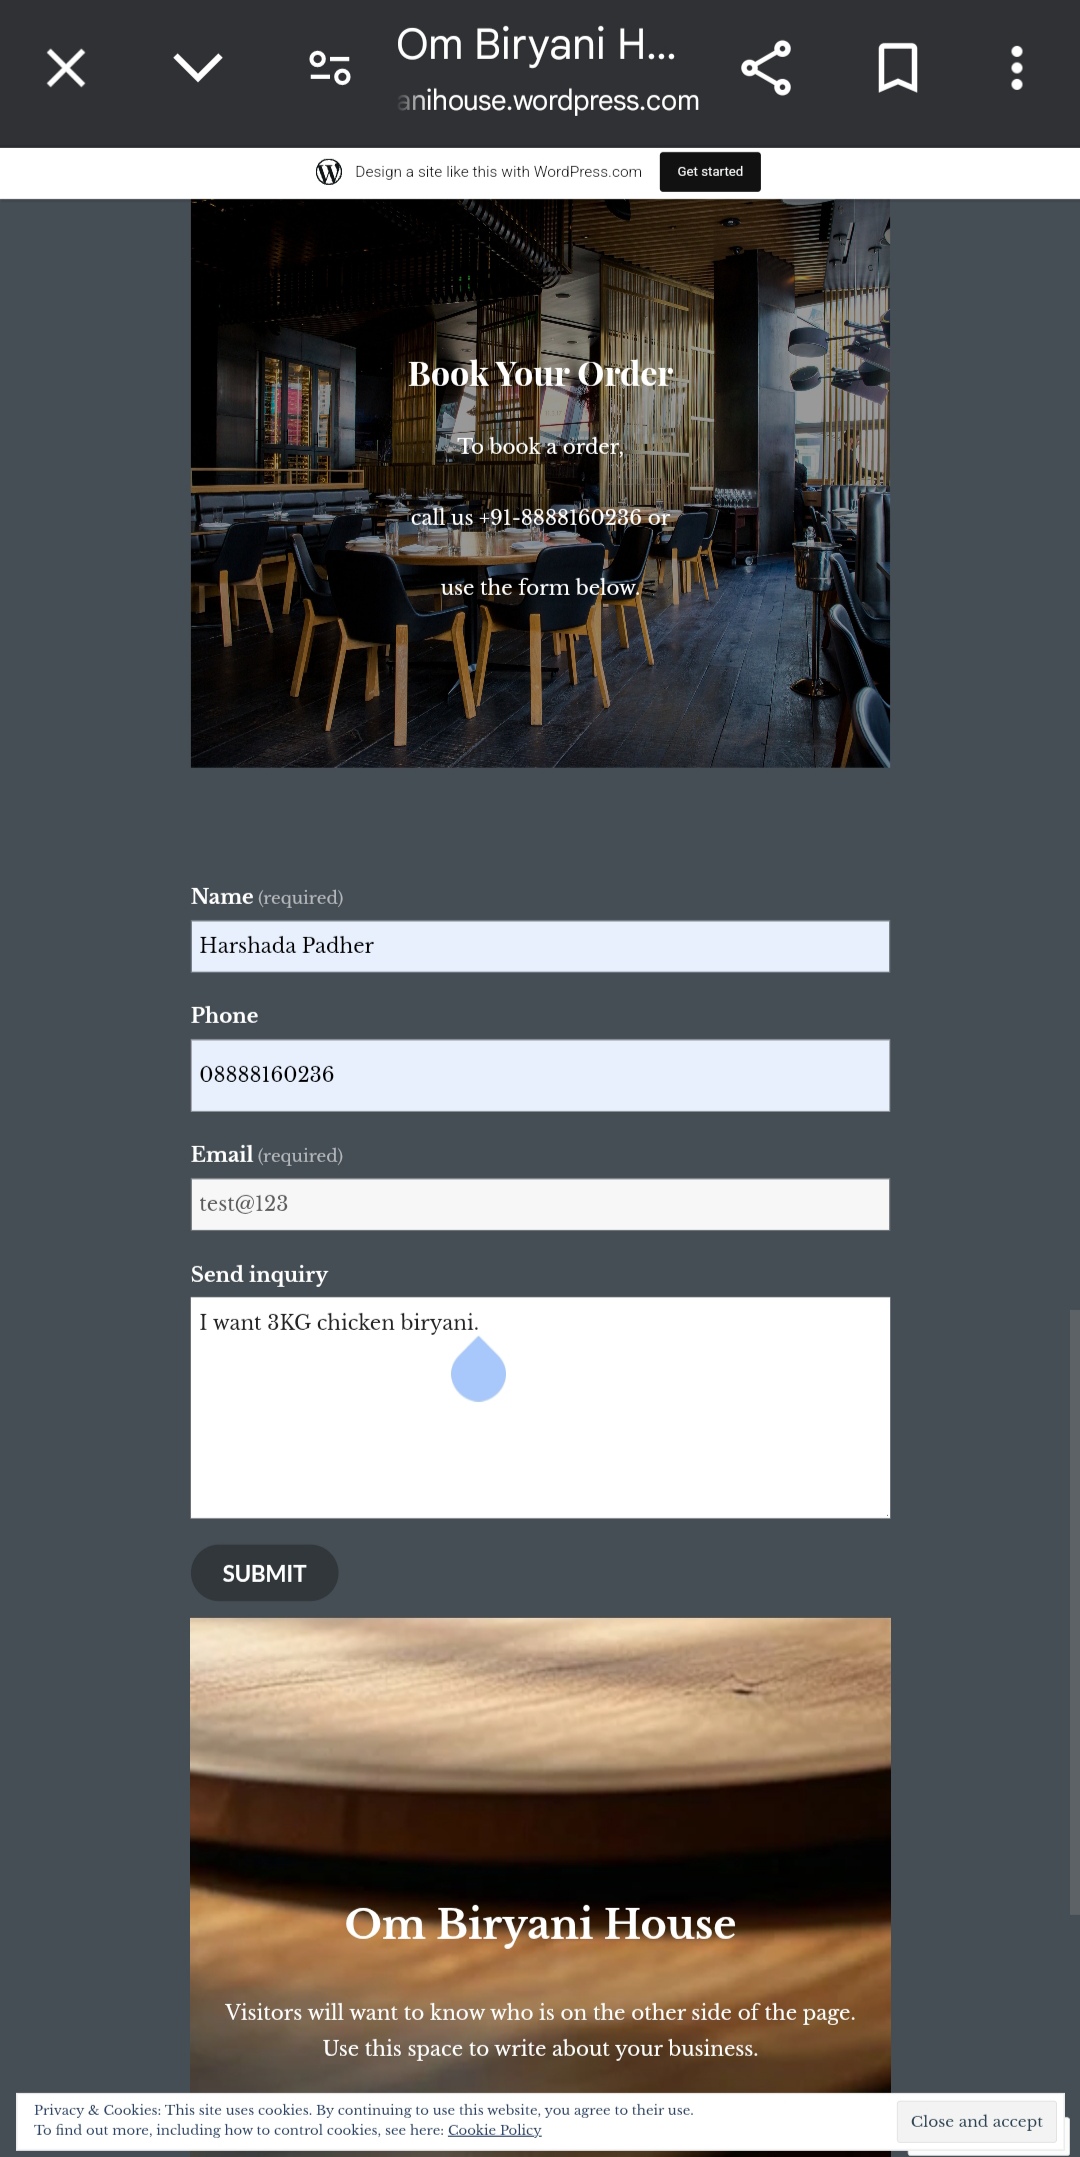 Om Biryani H...
anihouse.wordpress.com
Design a site like this with WordPress.com
Get started
Book Your Order
To book a order,
call us +91-8888160236 or
use the form below.
Name (required)
Harshada Padher
Phone
08888160236
Email (required)
test@123
Send inquiry
I want 3KG chicken biryani.
SUBMIT
Om Biryani House
Visitors will want to know who is on the other side of the page.
Use this space to write about your business.
Privacy & Cookies: This site uses cookies. By continuing to use this website, you agree to their use.
To find out more, including how to control cookies, see here: Cookie Policy
Close and accept